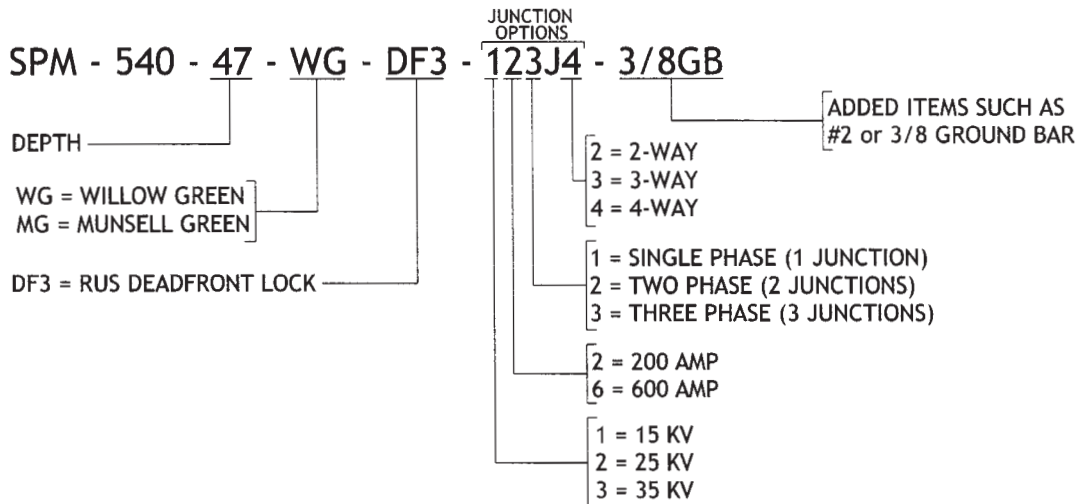 JUNCTION
OPTIONS
SPM - 540 - 47 - WG - DF3 - 123J4 - 3/8GB
ADDED ITEMS SUCH AS
#2 or 3/8 GROUND BAR
DEPTH
2 = 2-WAY
3 = 3-WAY
4 = 4-WAY
WG = WILLOW GREEN
MG = MUNSELL GREEN
1 = SINGLE PHASE (1 JUNCTION)
2 = TWO PHASE (2 JUNCTIONS)
3 = THREE PHASE (3 JUNCTIONS)
DF3 = RUS DEADFRONT LOCK
2 = 200 AMP
6 = 600 AMP
1 = 15 KV
2 = 25 KV
3 = 35 KV